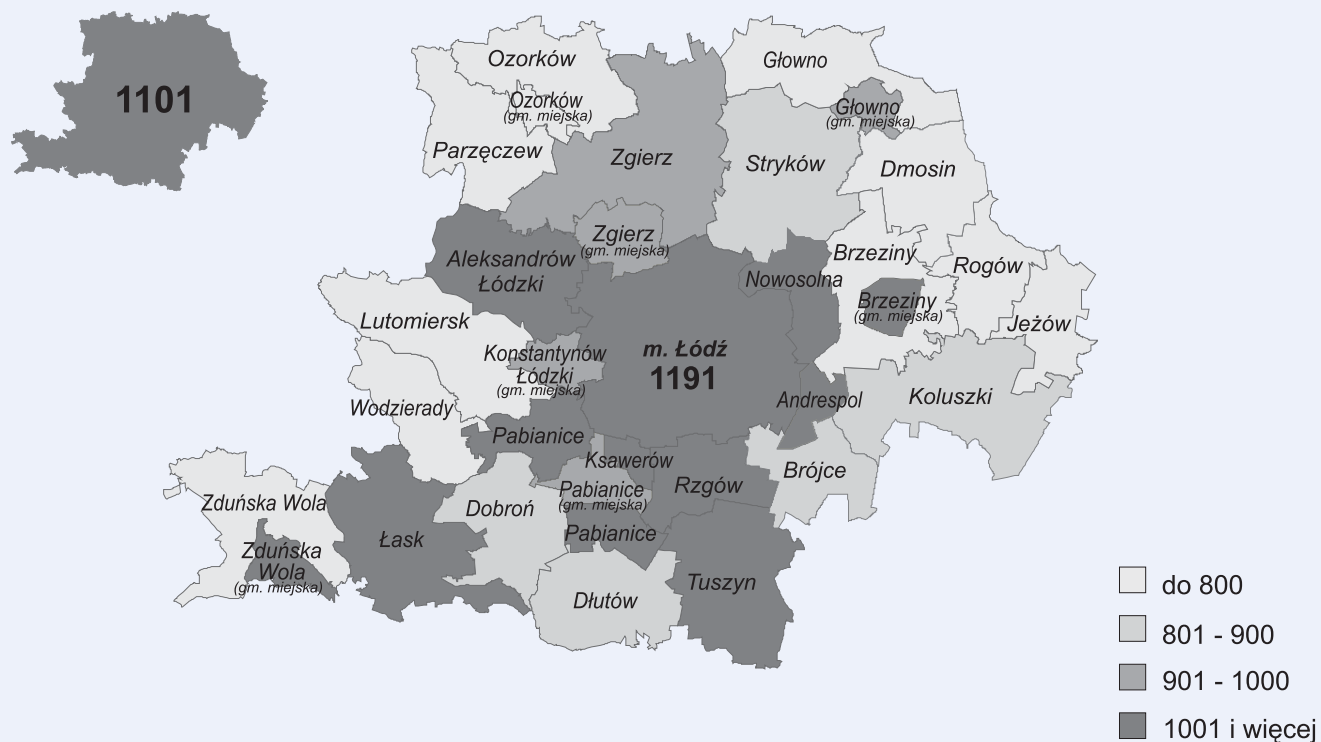 1101
Ozorków
Głowno
Ozorków
(gm. miejska)
Głowno
(gm. miejska)
Parzęczew
Zgierz
Stryków
Dmosin
Zgierz
(gm. miejska)
Aleksandrów
Łódzki
Nowosolna
Brzeziny
Rogów
Brzeziny
(gm. miejska)
Jeżów
Lutomiersk
Konstantynów
Łódzki
(gm. miejska)
m. Łódź
1191
Andrespol
Koluszki
Wodzierady
Pabianice
Ksawerów
Brójce
Pabianice
(gm. miejska)
Rzgów
Zduńska Wola
Dobroń
Łask
Pabianice
Zduńska
Wola
(gm. miejska)
Dłutów
Tuszyn
do 800
801 - 900
901 - 1000
1001 i więcej